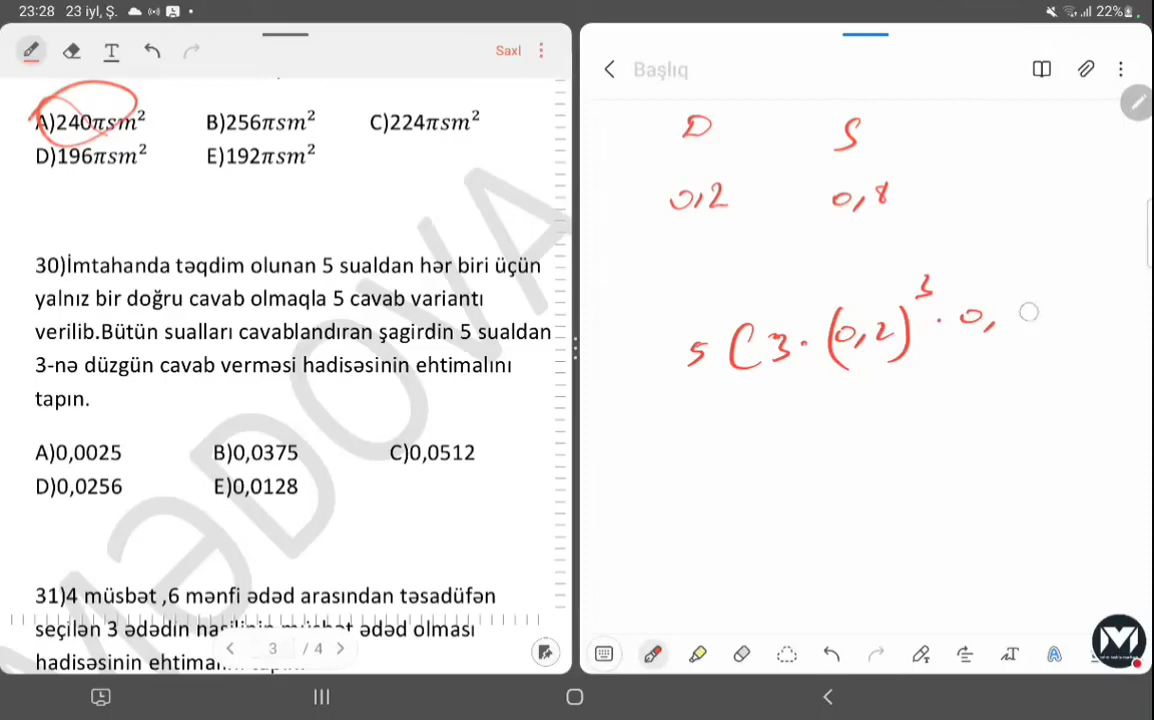 23:28 23 iyl, Ş.
22%
Saxl
A)240πsm² B)256πsm² C)224πsm²
D)196πsm² E)192πsm²
30)İmtahanda təqdim olunan 5 sualdan hər biri üçün
yalnız bir doğru cavab olmaqla 5 cavab variantı
verilib.Bütün sualları cavablandıran şagirdin 5 sualdan
3-nə düzgün cavab verməsi hadisəsinin ehtimalını
tapın.
A)0,0025 B)0,0375 C)0,0512
D)0,0256 E)0,0128
31)4 müsbət ,6 mənfi ədəd arasından təsadüfən
seçilən 3 ədədin ədəd olması
hadisəsinin
3 / 4
MƏDOVA
Başlıq
D S
0,2 0,8
5 C 3 · (0,2)³ · 0,